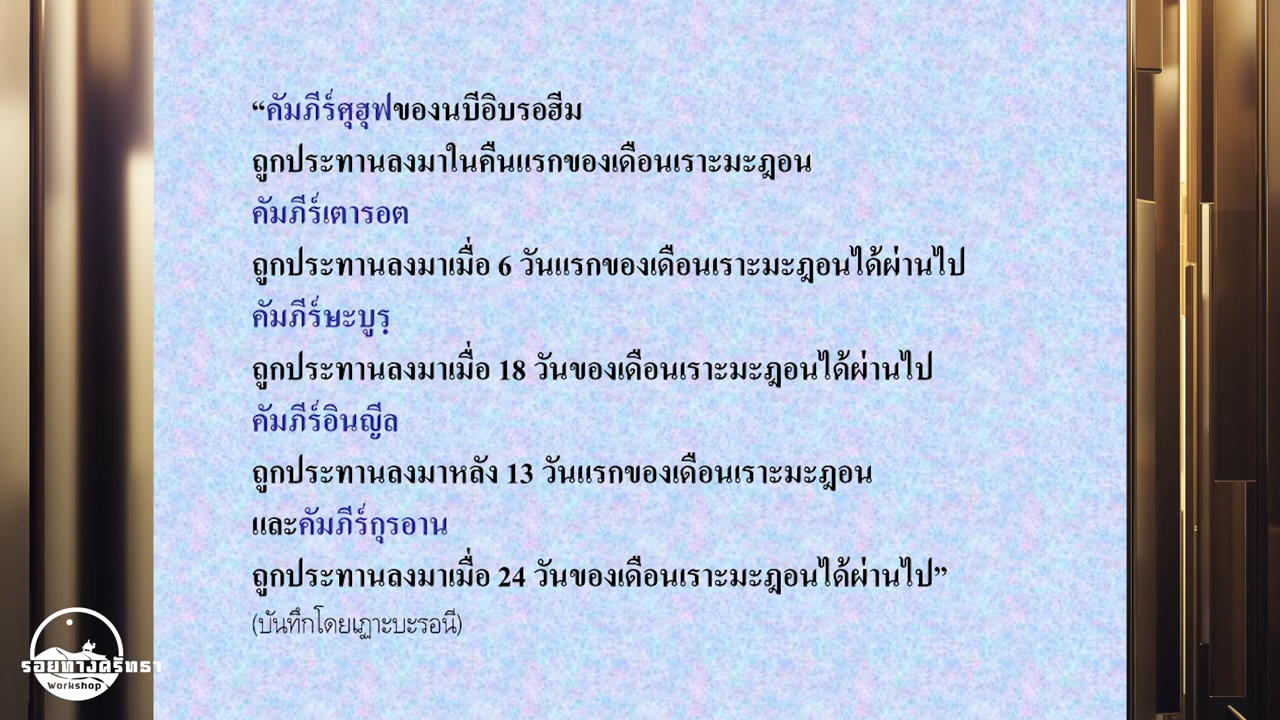 “คัมภีร์ศุฮุฟของนบีอิบรอฮีม
ถูกประทานลงมาในคืนแรกของเดือนเราะมะฎอน
คัมภีร์เตารอต
ถูกประทานลงมาเมื่อ 6 วันแรกของเดือนเราะมะฎอนได้ผ่านไป
คัมภีร์ษะบูรฺ
ถูกประทานลงมาเมื่อ 18 วันของเดือนเราะมะฎอนได้ผ่านไป
คัมภีร์อินญีล
ถูกประทานลงมาหลัง 13 วันแรกของเดือนเราะมะฎอน
และคัมภีร์กุรอาน
ถูกประทานลงมาเมื่อ 24 วันของเดือนเราะมะฎอนได้ผ่านไป”
(บันทึกโดยเฏาะบะรอนี)
รอยทางศรัทธา
Workshop